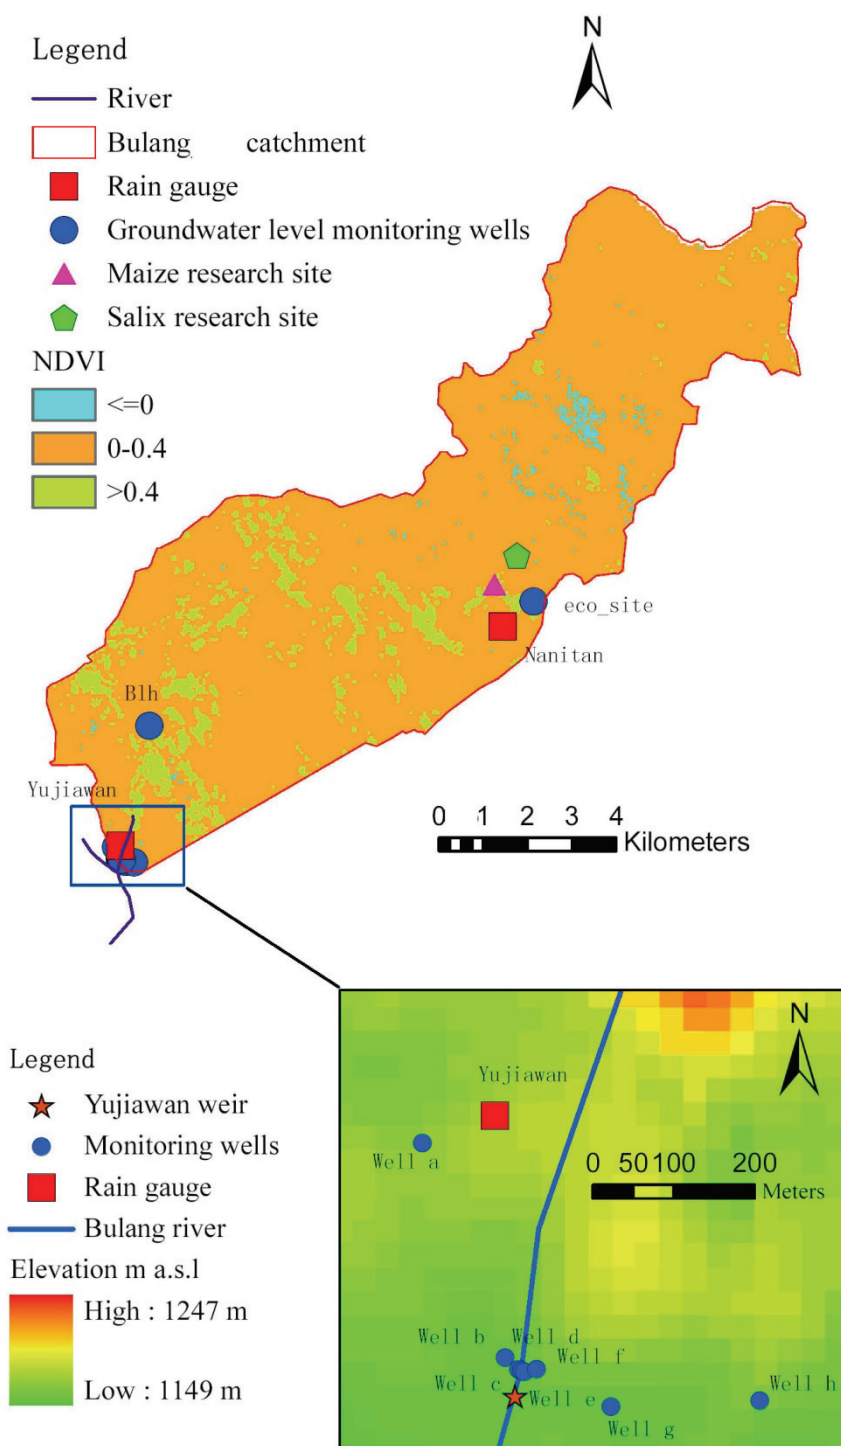 N
Legend
River
Bulang catchment
Rain gauge
Groundwater level monitoring wells
Maize research site
Salix research site
NDVI
<=0
0-0.4
>0.4
eco_site
Nanitan
Blh
Yujiawan
0 1 2 3 4
Kilometers
Legend
Yujiawan weir
Monitoring wells
Rain gauge
Bulang river
Elevation m a.s.l
High : 1247 m
Low : 1149 m
N
Yujiawan
Well a
0 50 100 200
Meters
Well b Well d
Well f
Well c
Well e
Well h
Well g